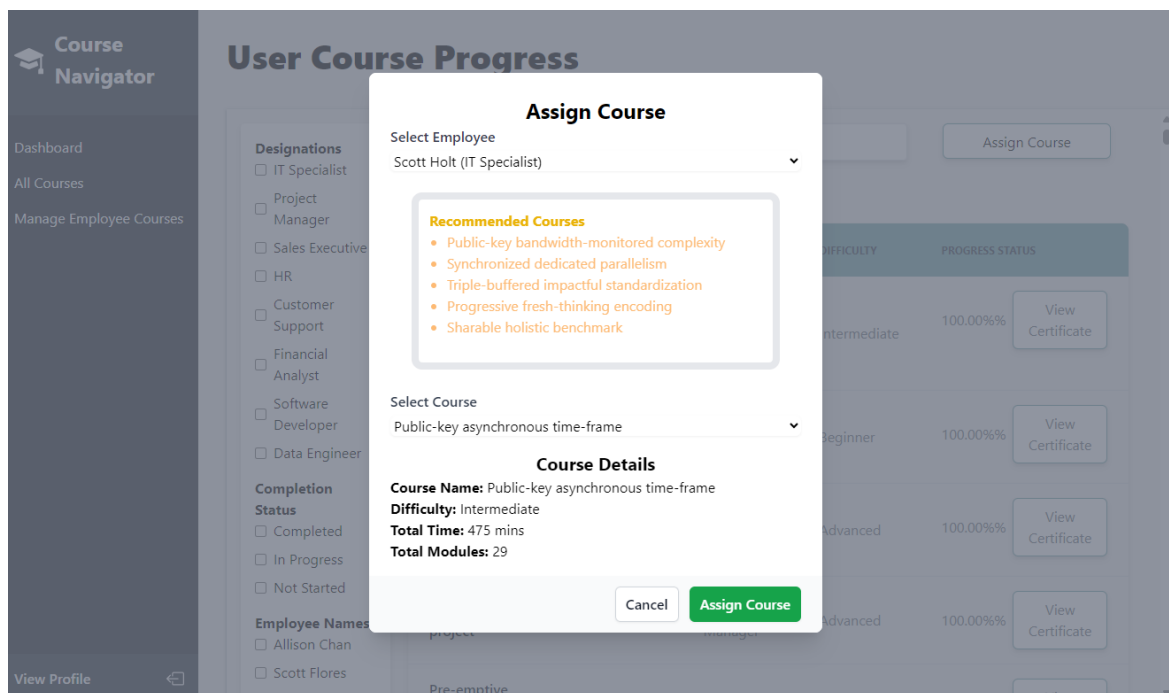 Course
Navigator
Dashboard
All Courses
Manage Employee Courses
View Profile
User Course Progress
Designations
IT Specialist
Project
Manager
Sales Executive
HR
Customer
Support
Financial
Analyst
Software
Developer
Data Engineer
Completion
Status
Completed
In Progress
Not Started
Employee Names
Allison Chan
Scott Flores
Assign Course
Select Employee
Scott Holt (IT Specialist)
Recommended Courses
• Public-key bandwidth-monitored complexity
• Synchronized dedicated parallelism
• Triple-buffered impactful standardization
• Progressive fresh-thinking encoding
• Sharable holistic benchmark
Select Course
Public-key asynchronous time-frame
Course Details
Course Name: Public-key asynchronous time-frame
Difficulty: Intermediate
Total Time: 475 mins
Total Modules: 29
Cancel
Assign Course
Assign Course
DIFFICULTY PROGRESS STATUS
Intermediate 100.00%% View
Certificate
Beginner 100.00%% View
Certificate
Advanced 100.00%% View
Certificate
project Manager Advanced 100.00%% View
Certificate
Pre-emptive